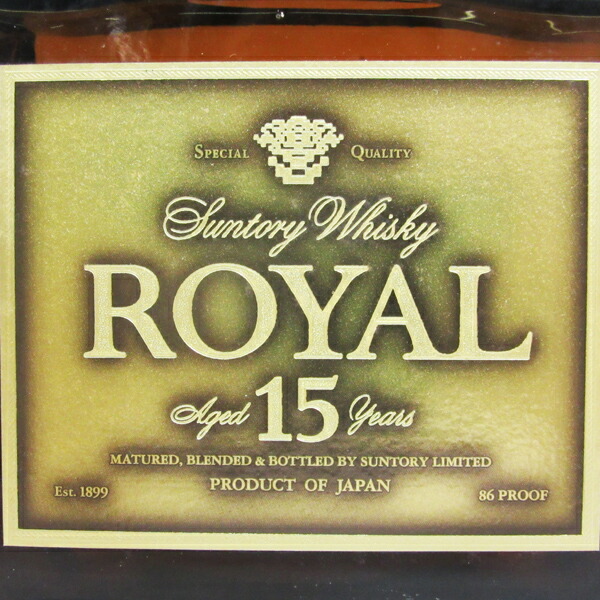 SPECIAL QUALITY
Suntory Whisky
ROYAL
Aged 15 Years
MATURED, BLENDED & BOTTLED BY SUNTORY LIMITED
PRODUCT OF JAPAN
Est. 1899 86 PROOF